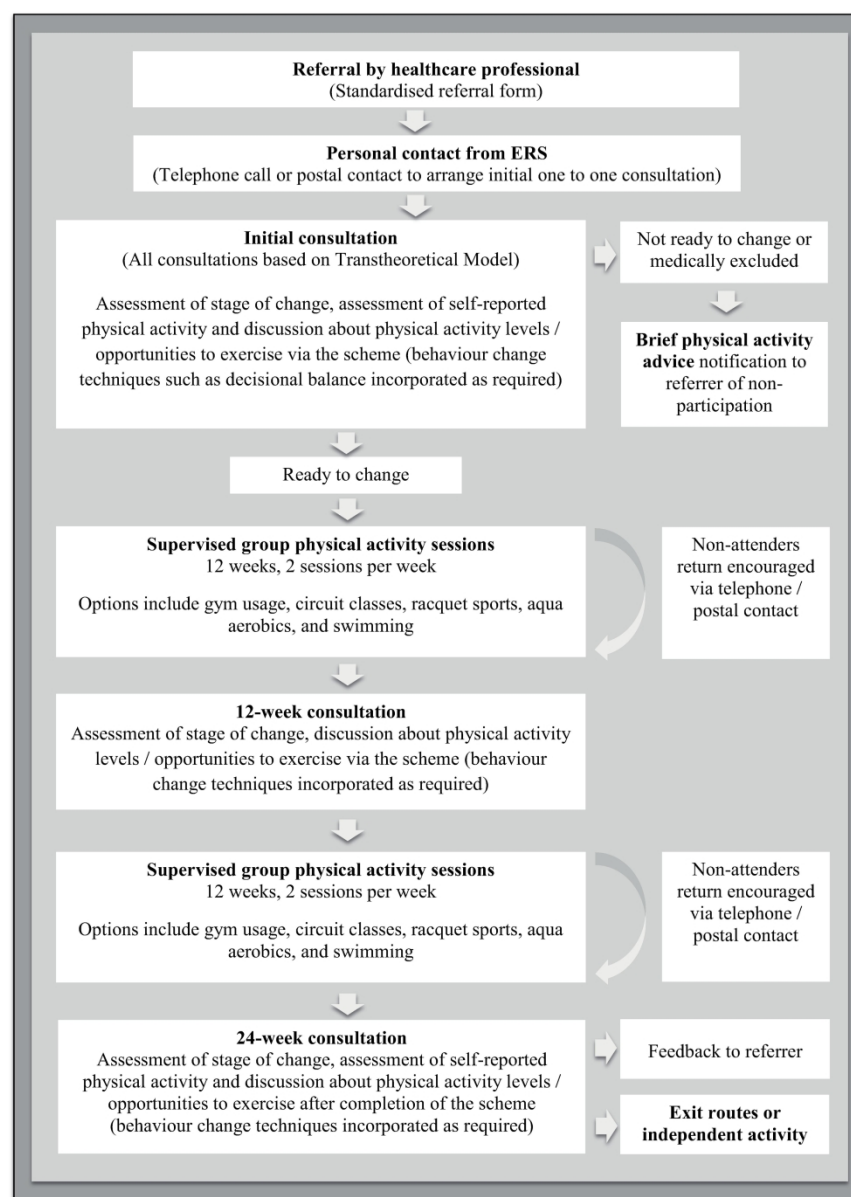 Referral by healthcare professional
(Standardised referral form)
Personal contact from ERS
(Telephone call or postal contact to arrange initial one to one consultation)
Initial consultation
(All consultations based on Transtheoretical Model)
Assessment of stage of change, assessment of self-reported
physical activity and discussion about physical activity levels /
opportunities to exercise via the scheme (behaviour change
techniques such as decisional balance incorporated as required)
Not ready to change or
medically excluded
Brief physical activity
advice notification to
referrer of non-
participation
Ready to change
Supervised group physical activity sessions
12 weeks, 2 sessions per week
Options include gym usage, circuit classes, racquet sports, aqua
aerobics, and swimming
Non-attenders
return encouraged
via telephone /
postal contact
12-week consultation
Assessment of stage of change, discussion about physical activity
levels / opportunities to exercise via the scheme (behaviour
change techniques incorporated as required)
Supervised group physical activity sessions
12 weeks, 2 sessions per week
Options include gym usage, circuit classes, racquet sports, aqua
aerobics, and swimming
Non-attenders
return encouraged
via telephone /
postal contact
24-week consultation
Assessment of stage of change, assessment of self-reported
physical activity and discussion about physical activity levels /
opportunities to exercise after completion of the scheme
(behaviour change techniques incorporated as required)
Feedback to referrer
Exit routes or
independent activity